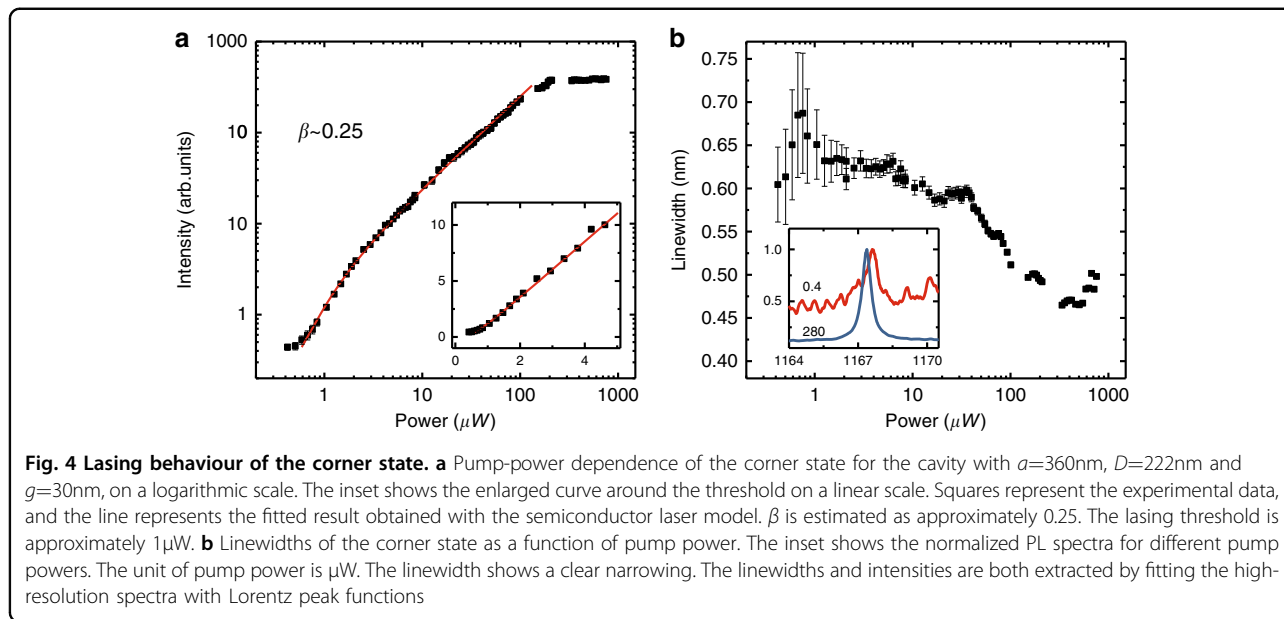 a
1000
100
10
1
Intensity (arb.units)
β~0.25
10
5
0
0 2 4
1 10 100 1000
Power (μW)
b
0.75
0.70
0.65
0.60
0.55
0.50
0.45
0.40
Linewidth (nm)
1.0
0.4
0.5
280
1164 1167 1170
1 10 100 1000
Power (μW)
Fig. 4 Lasing behaviour of the corner state. a Pump-power dependence of the corner state for the cavity with a=360nm, D=222nm and
g=30nm, on a logarithmic scale. The inset shows the enlarged curve around the threshold on a linear scale. Squares represent the experimental data,
and the line represents the fitted result obtained with the semiconductor laser model. β is estimated as approximately 0.25. The lasing threshold is
approximately 1μW. b Linewidths of the corner state as a function of pump power. The inset shows the normalized PL spectra for different pump
powers. The unit of pump power is μW. The linewidth shows a clear narrowing. The linewidths and intensities are both extracted by fitting the high-
resolution spectra with Lorentz peak functions